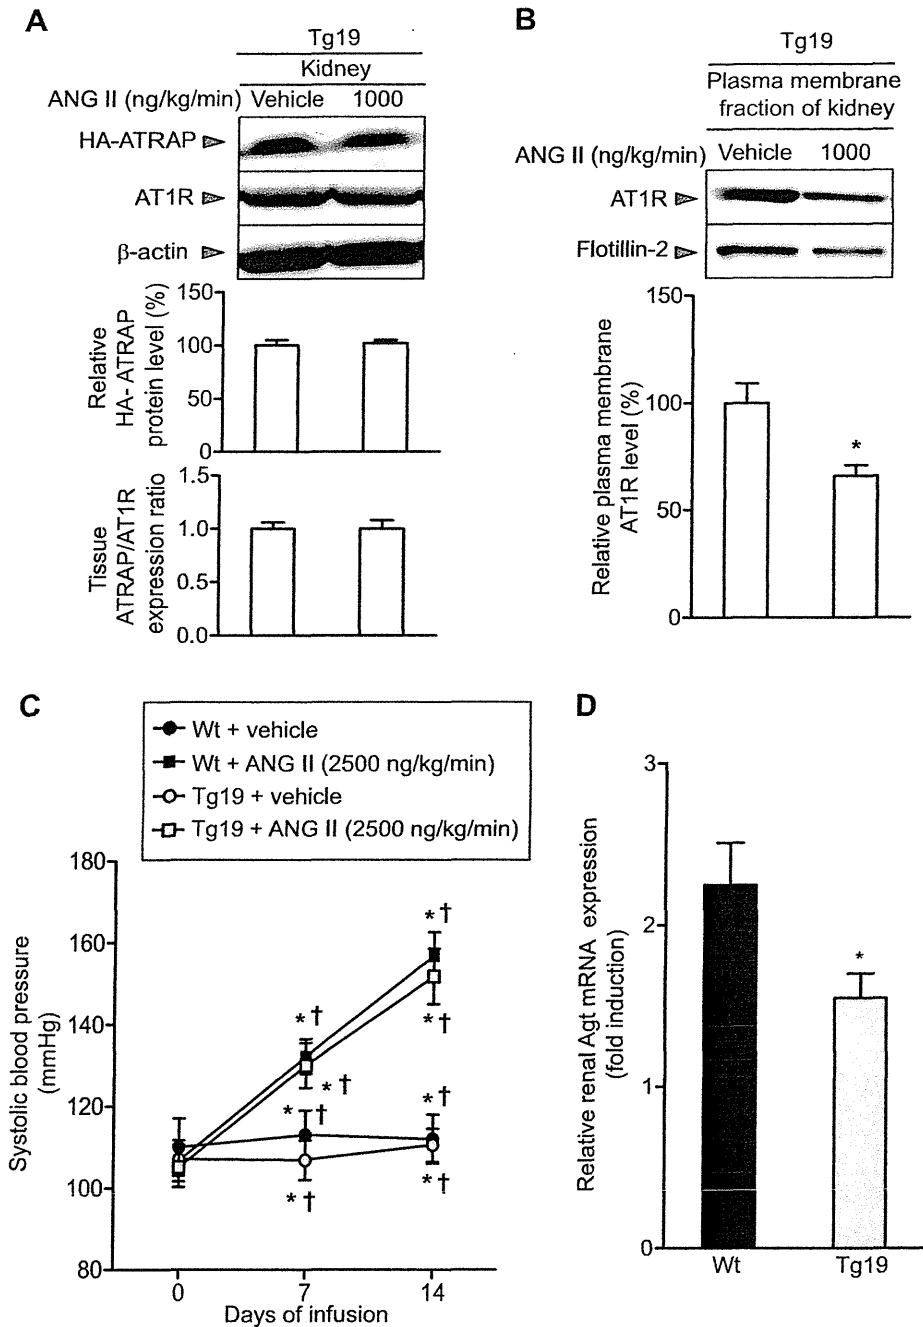 A
Tg19
Kidney
ANG II (ng/kg/min) Vehicle 1000
HA-ATRAP
AT1R
β-actin
Relative
HA-ATRAP
protein level (%)
150
100
50
0
Tissue
ATRAP/AT1R
expression ratio
1.5
1.0
0.5
0.0
B
Tg19
Plasma membrane
fraction of kidney
ANG II (ng/kg/min) Vehicle 1000
AT1R
Flotillin-2
Relative plasma membrane
AT1R level (%)
150
100
50
0
*
C
Wt + vehicle
Wt + ANG II (2500 ng/kg/min)
Tg19 + vehicle
Tg19 + ANG II (2500 ng/kg/min)
Systolic blood pressure
(mmHg)
180
160
140
120
100
80
*†
*†
*†
*†
*†
*†
*†
*†
0 7 14
Days of infusion
D
Relative renal Agt mRNA expression
(fold induction)
3
2
1
0
*
Wt Tg19